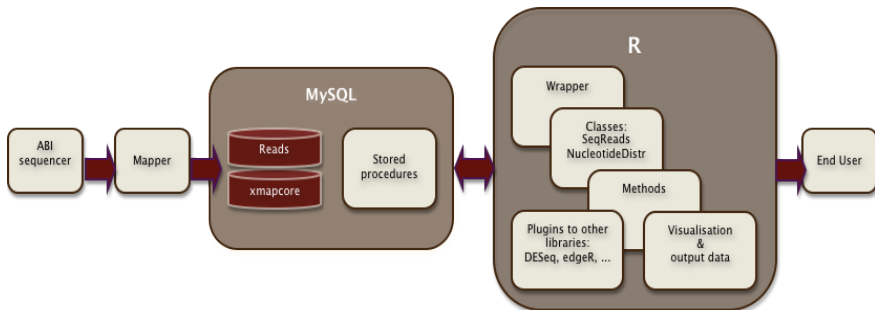 ABI
sequencer
Mapper
MySQL
Reads
xmapcore
Stored
procedures
R
Wrapper
Classes:
SeqReads
NucleotideDistr
Methods
Plugins to other
libraries:
DESeq, edgeR, ...
Visualisation
&
output data
End User